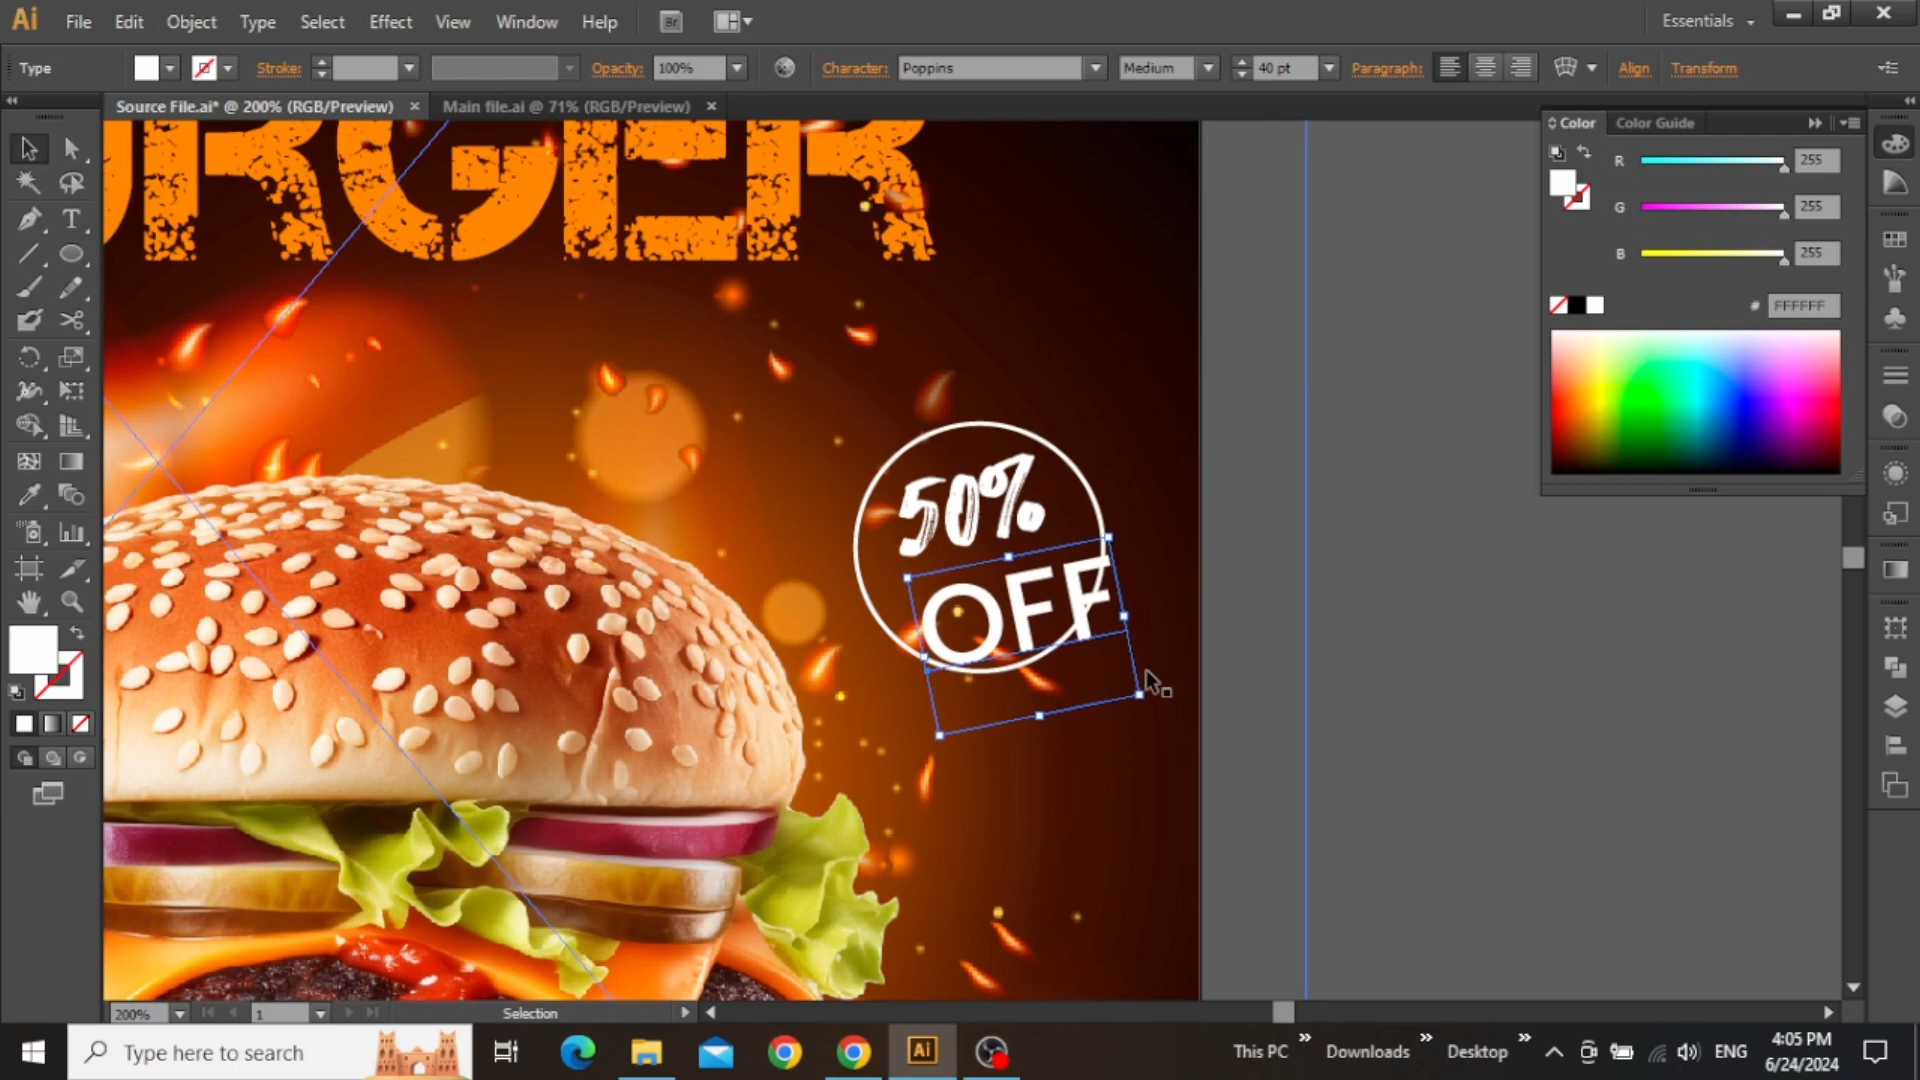 Ai File Edit Object Type Select Effect View Window Help Br Essentials
Type Stroke: Opacity: 100% Character: Poppins Medium 40 pt Paragraph: Align Transform
Source File.ai* @ 200% (RGB/Preview) Main file.ai @ 71% (RGB/Preview)
Color Color Guide
R 255
G 255
B 255
# FFFFFF
T
URGER
50%
OFF
200% 1 Selection
Type here to search Ai This PC Downloads Desktop ENG 4:05 PM
6/24/2024